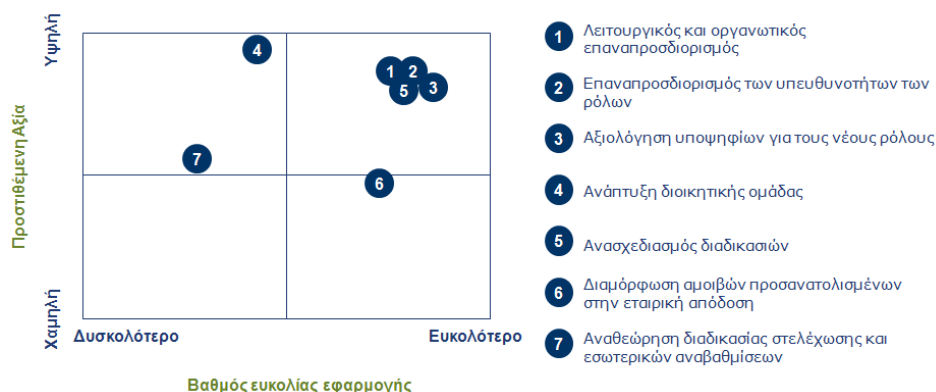 Υψηλή
Προστιθέμενη Αξία
Χαμηλή
4
1
2
5
3
7
6
Δυσκολότερο
Ευκολότερο
Βαθμός ευκολίας εφαρμογής
1
Λειτουργικός και οργανωτικός
επαναπροσδιορισμός
2
Επαναπροσδιορισμός των υπευθυνοτήτων των
ρόλων
3
Αξιολόγηση υποψηφίων για τους νέους ρόλους
4
Ανάπτυξη διοικητικής ομάδας
5
Ανασχεδιασμός διαδικασιών
6
Διαμόρφωση αμοιβών προσανατολισμένων
στην εταιρική απόδοση
7
Αναθεώρηση διαδικασίας στελέχωσης και
εσωτερικών αναβαθμίσεων